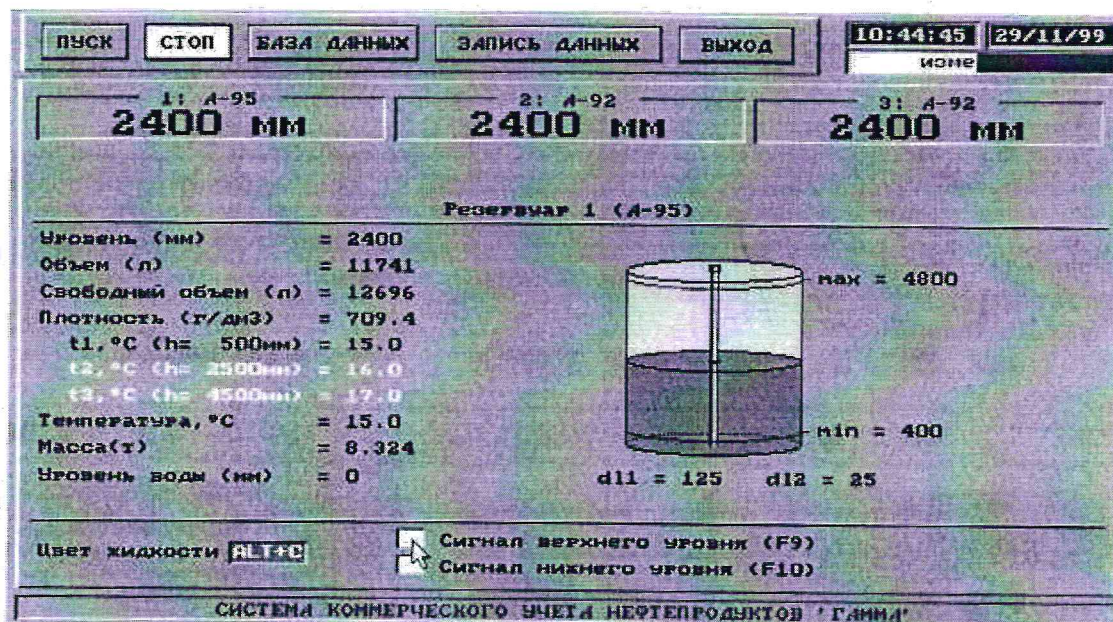 ПУСК СТОП БАЗА ДАННЫХ ЗАПИСЬ ДАННЫХ ВЫХОД 10:44:45 29/11/99
изме
1: А-95 2: А-92 3: А-92
2400 мм 2400 мм 2400 мм
Резервуар 1 (А-95)
Уровень (мм) = 2400
Объем (л) = 11741
Свободный объем (л) = 12696
Плотность (г/дм3) = 709.4
t1,°C (h= 500мм) = 15.0
t2,°C (h= 2500мм) = 16.0
t3,°C (h= 4500мм) = 17.0
Температура,°C = 15.0
Масса(т) = 8.324
Уровень воды (мм) = 0
max = 4800
min = 400
dl1 = 125 dl2 = 25
Цвет жидкости ALT+C
Сигнал верхнего уровня (F9)
Сигнал нижнего уровня (F10)
СИСТЕМА КОММЕРЧЕСКОГО УЧЕТА НЕФТЕПРОДУКТОВ 'ГАММА'